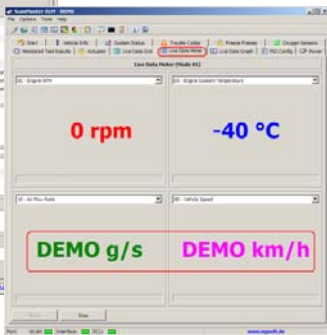 ScanMaster ELM - DEMO
File Options Tools Help
Start Vehicle Info System Status Trouble Codes Freeze Frames Oxygen Sensors
Monitored Test Results Actuator Live Data Grid Live Data Meter Live Data Graph PID Config Power
Live Data Meter (Mode 01)
Engine RPM
05 - Engine Coolant Temperature
0 rpm
-40 °C
10 - Air Flow Rate
Vehicle Speed
DEMO g/s
DEMO km/h
Stop
Port: Interface: ECU:
www.wgsoft.de